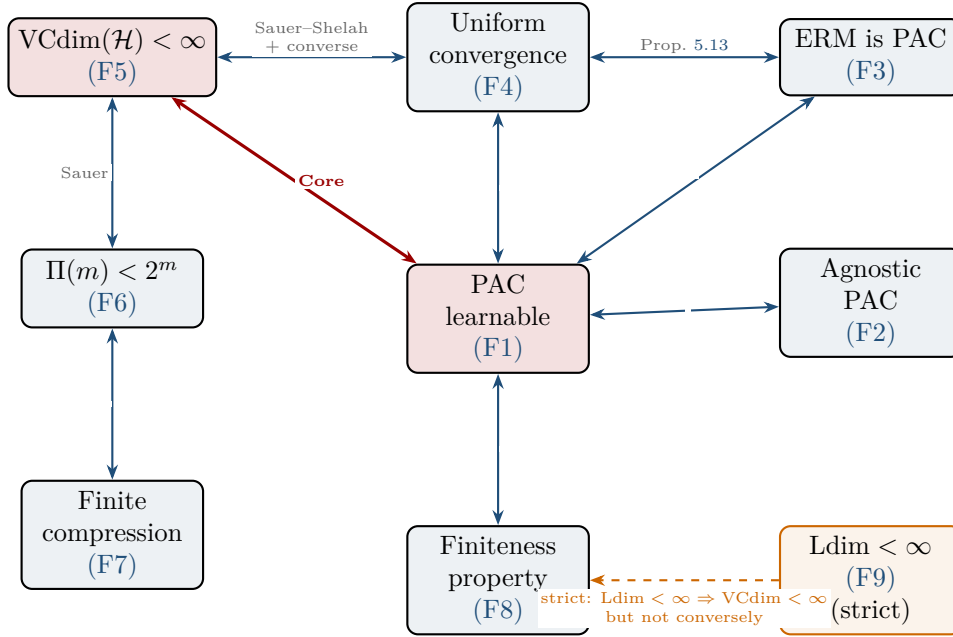 VCdim(ℋ) < ∞
(F5)
Sauer–Shelah
+ converse
Uniform
convergence
(F4)
Prop. 5.13
ERM is PAC
(F3)
Sauer
Core
Π(m) < 2^m
(F6)
PAC
learnable
(F1)
Agnostic
PAC
(F2)
Finite
compression
(F7)
Finiteness
property
(F8)
strict: Ldim < ∞ ⇒ VCdim < ∞
but not conversely
Ldim < ∞
(F9)
(strict)